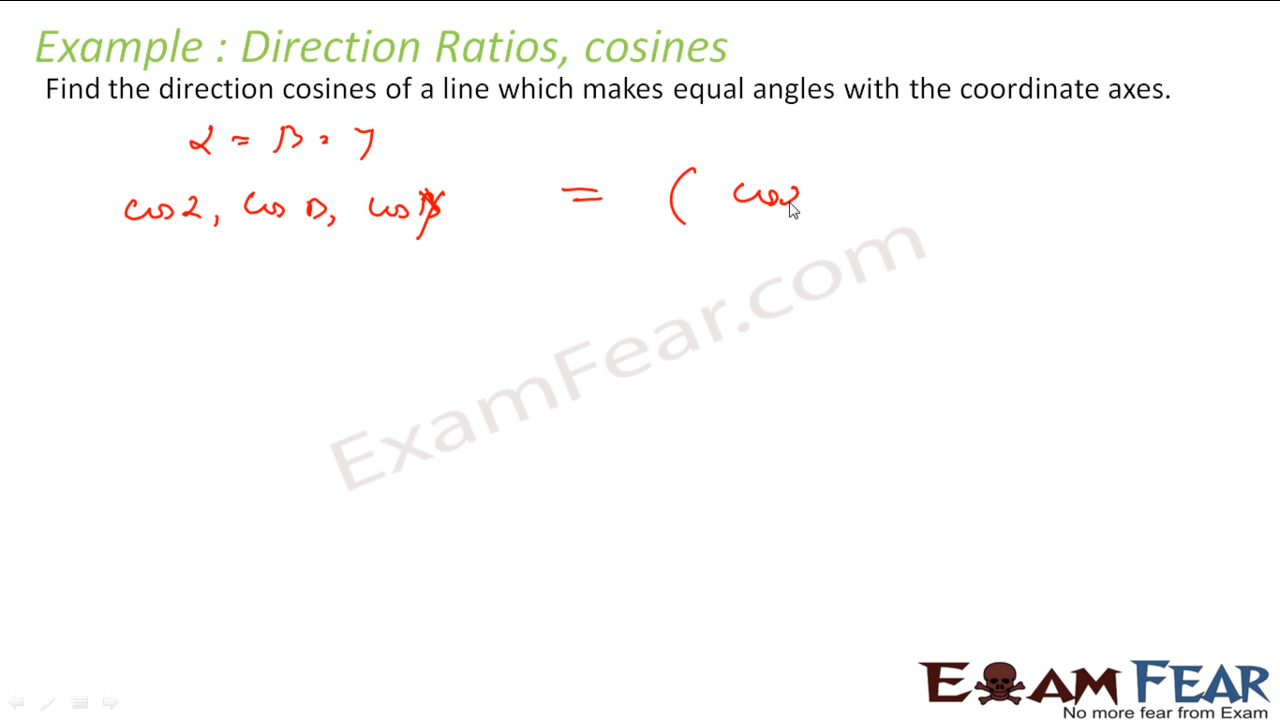 Example : Direction Ratios, cosines
Find the direction cosines of a line which makes equal angles with the coordinate axes.
α = β = γ
cos α, cos β, cos γ = ( cos α
ExamFear.com
EXAM FEAR
No more fear from Exam